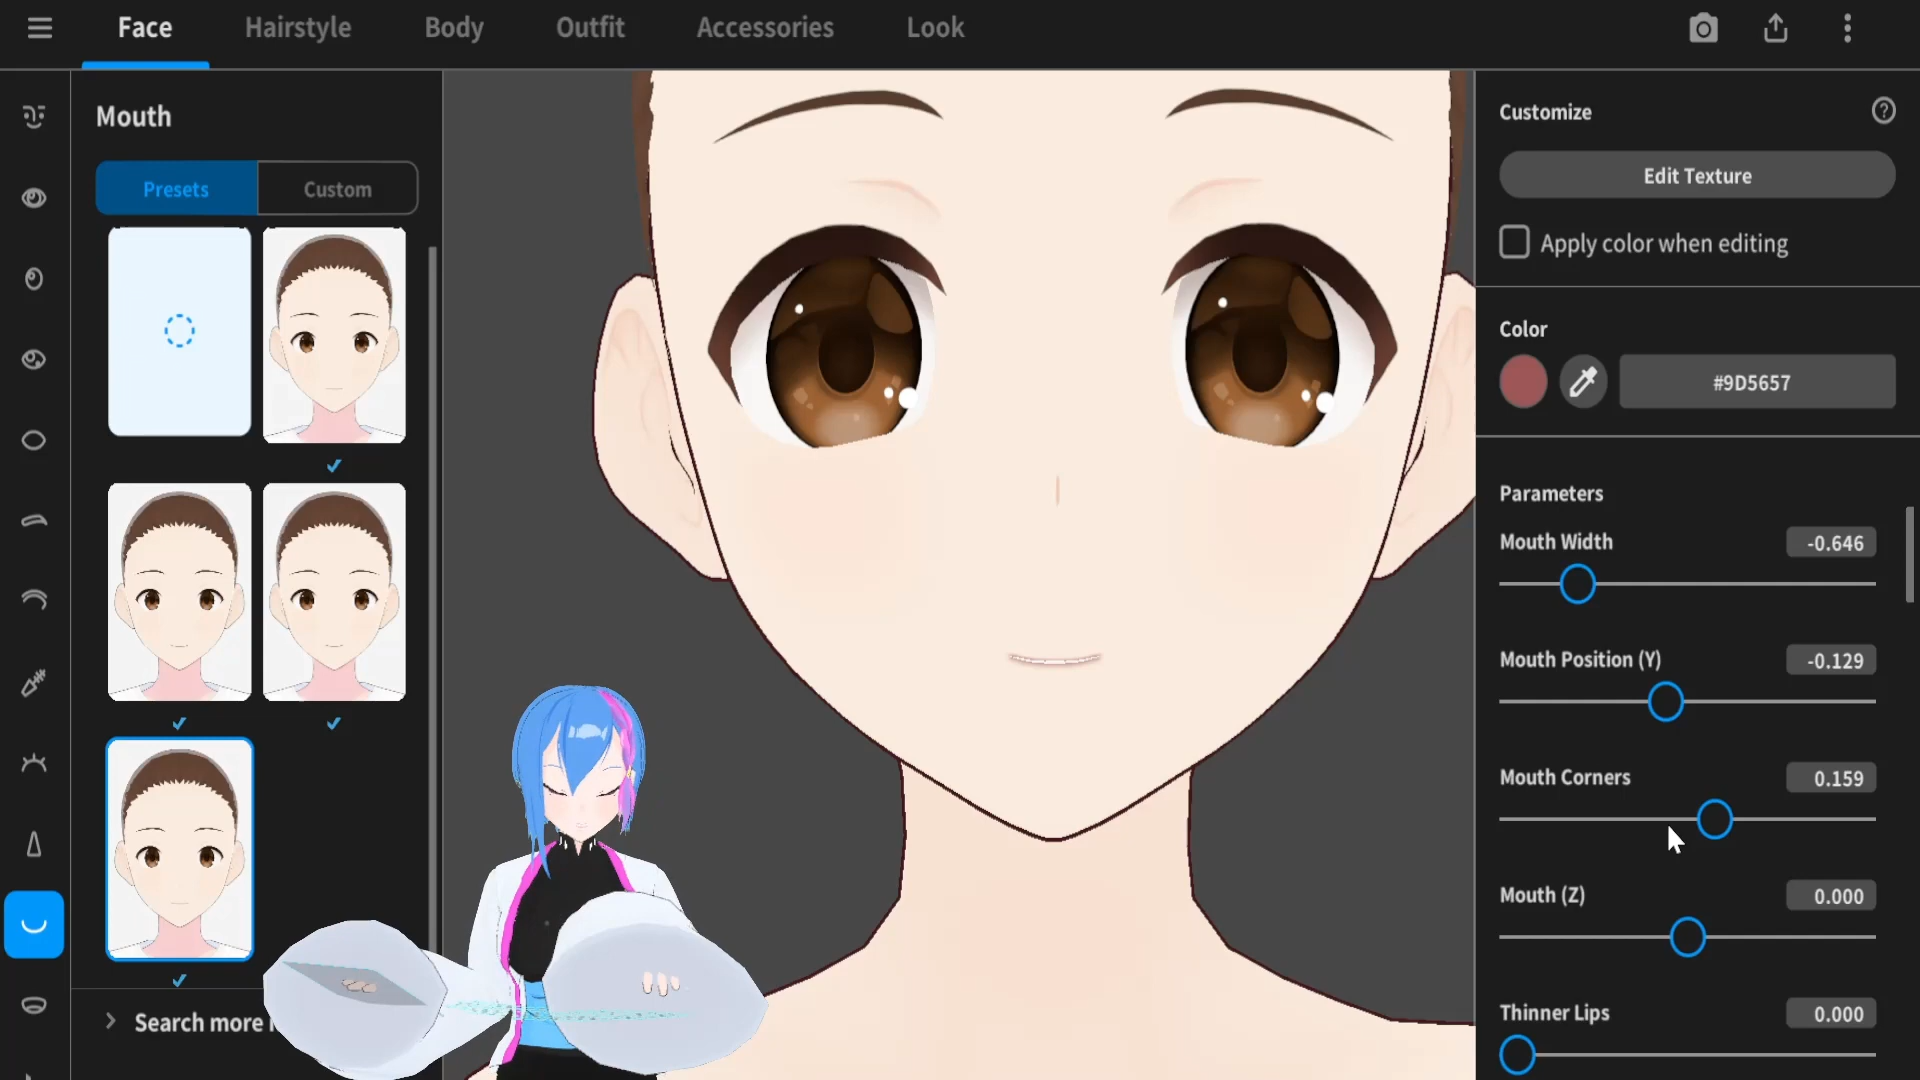 Face Hairstyle Body Outfit Accessories Look
Mouth
Presets Custom
Search more
Customize
Edit Texture
Apply color when editing
Color
#9D5657
Parameters
Mouth Width -0.646
Mouth Position (Y) -0.129
Mouth Corners 0.159
Mouth (Z) 0.000
Thinner Lips 0.000